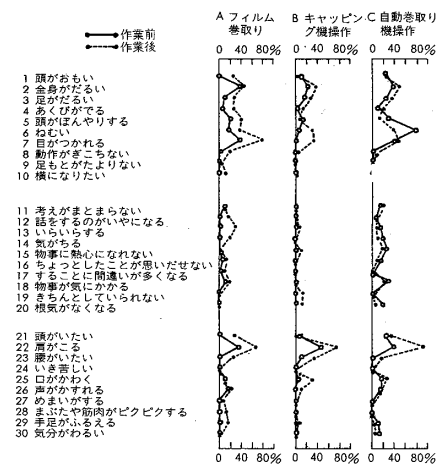 A フィルム B キャッピン C 自動巻取り
巻取り グ機操作 機操作
作業前
作業後
0 40 80% 0 40 80% 0 40 80%
1 頭がおもい
2 全身がだるい
3 足がだるい
4 あくびがでる
5 頭がぼんやりする
6 ねむい
7 目がつかれる
8 動作がぎこちない
9 足もとがたよりない
10 横になりたい
11 考えがまとまらない
12 話をするのがいやになる
13 いらいらする
14 気がちる
15 物事に熱心になれない
16 ちょっとしたことが思いだせない
17 することに間違いが多くなる
18 物事が気にかかる
19 きちんとしていられない
20 根気がなくなる
21 頭がいたい
22 肩がこる
23 腰がいたい
24 いき苦しい
25 口がかわく
26 声がかすれる
27 めまいがする
28 まぶたや筋肉がピクピクする
29 手足がふるえる
30 気分がわるい
0 40 80% 0 40 80% 0 40 80%